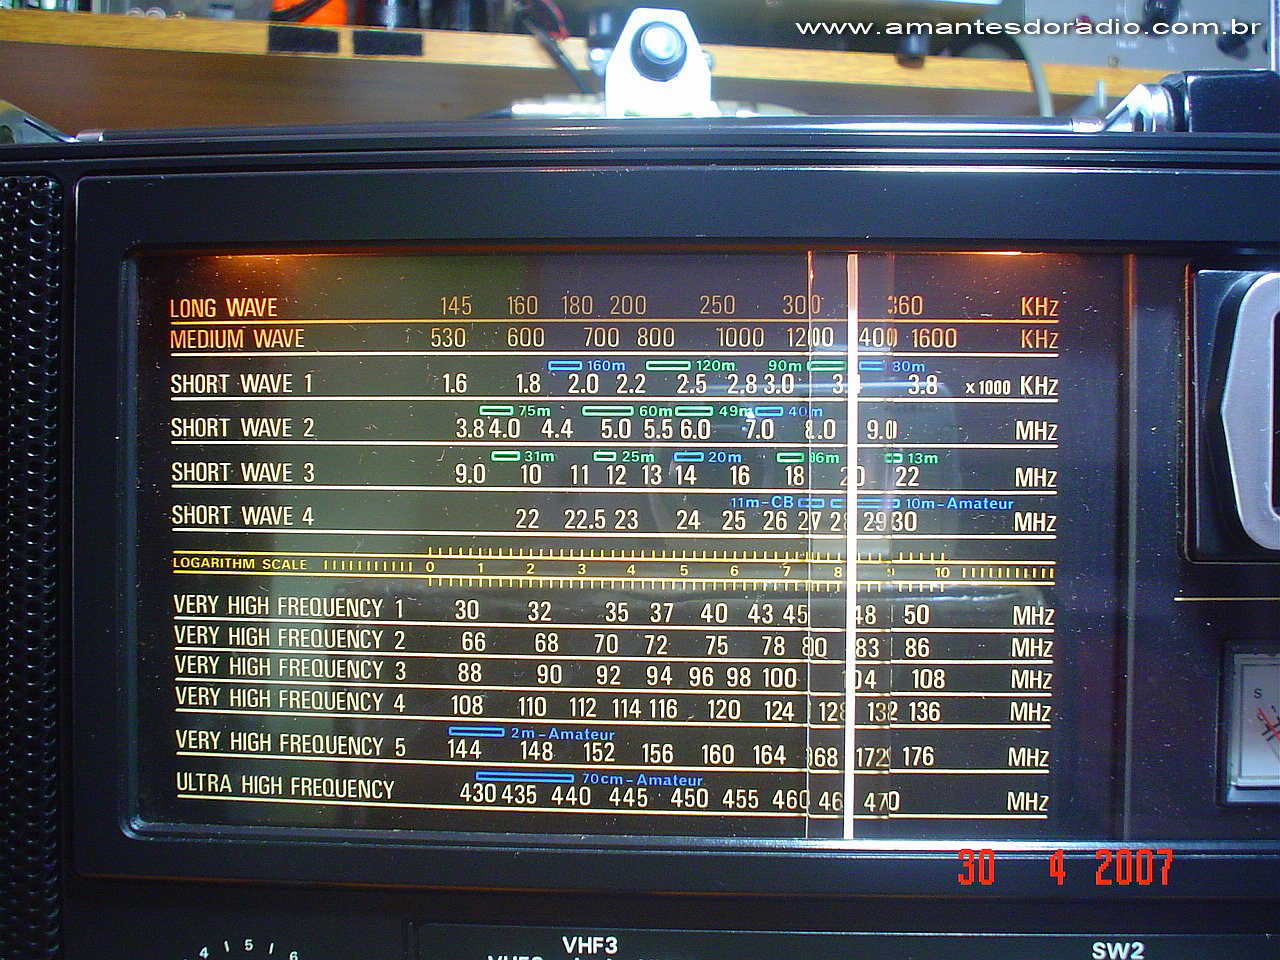 www.amantesdoradio.com.br
LONG WAVE 145 160 180 200 250 300 360 KHz
MEDIUM WAVE 530 600 700 800 1000 1200 1400 1600 KHz
160m 120m 90m 80m
SHORT WAVE 1 1.6 1.8 2.0 2.2 2.5 2.8 3.0 3.4 3.8 x1000 KHz
75m 60m 49m 40m
SHORT WAVE 2 3.8 4.0 4.4 5.0 5.5 6.0 7.0 8.0 9.0 MHz
31m 25m 20m 16m 13m
SHORT WAVE 3 9.0 10 11 12 13 14 16 18 20 22 MHz
11m-CB 10m-Amateur
SHORT WAVE 4 22 22.5 23 24 25 26 27 28 29 30 MHz
LOGARITHM SCALE 0 1 2 3 4 5 6 7 8 9 10
VERY HIGH FREQUENCY 1 30 32 35 37 40 43 45 48 50 MHz
VERY HIGH FREQUENCY 2 66 68 70 72 75 78 80 83 86 MHz
VERY HIGH FREQUENCY 3 88 90 92 94 96 98 100 104 108 MHz
VERY HIGH FREQUENCY 4 108 110 112 114 116 120 124 128 132 136 MHz
2m-Amateur
VERY HIGH FREQUENCY 5 144 148 152 156 160 164 168 172 176 MHz
70cm-Amateur
ULTRA HIGH FREQUENCY 430 435 440 445 450 455 460 46 470 MHz
S
30 4 2007
4 5 6
VHF3
SW2